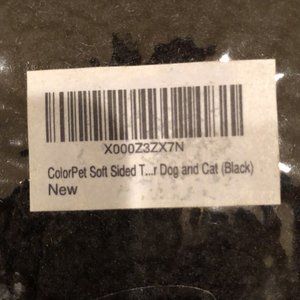 X000Z3ZX7N
ColorPet Soft Sided T...r Dog and Cat (Black)
New